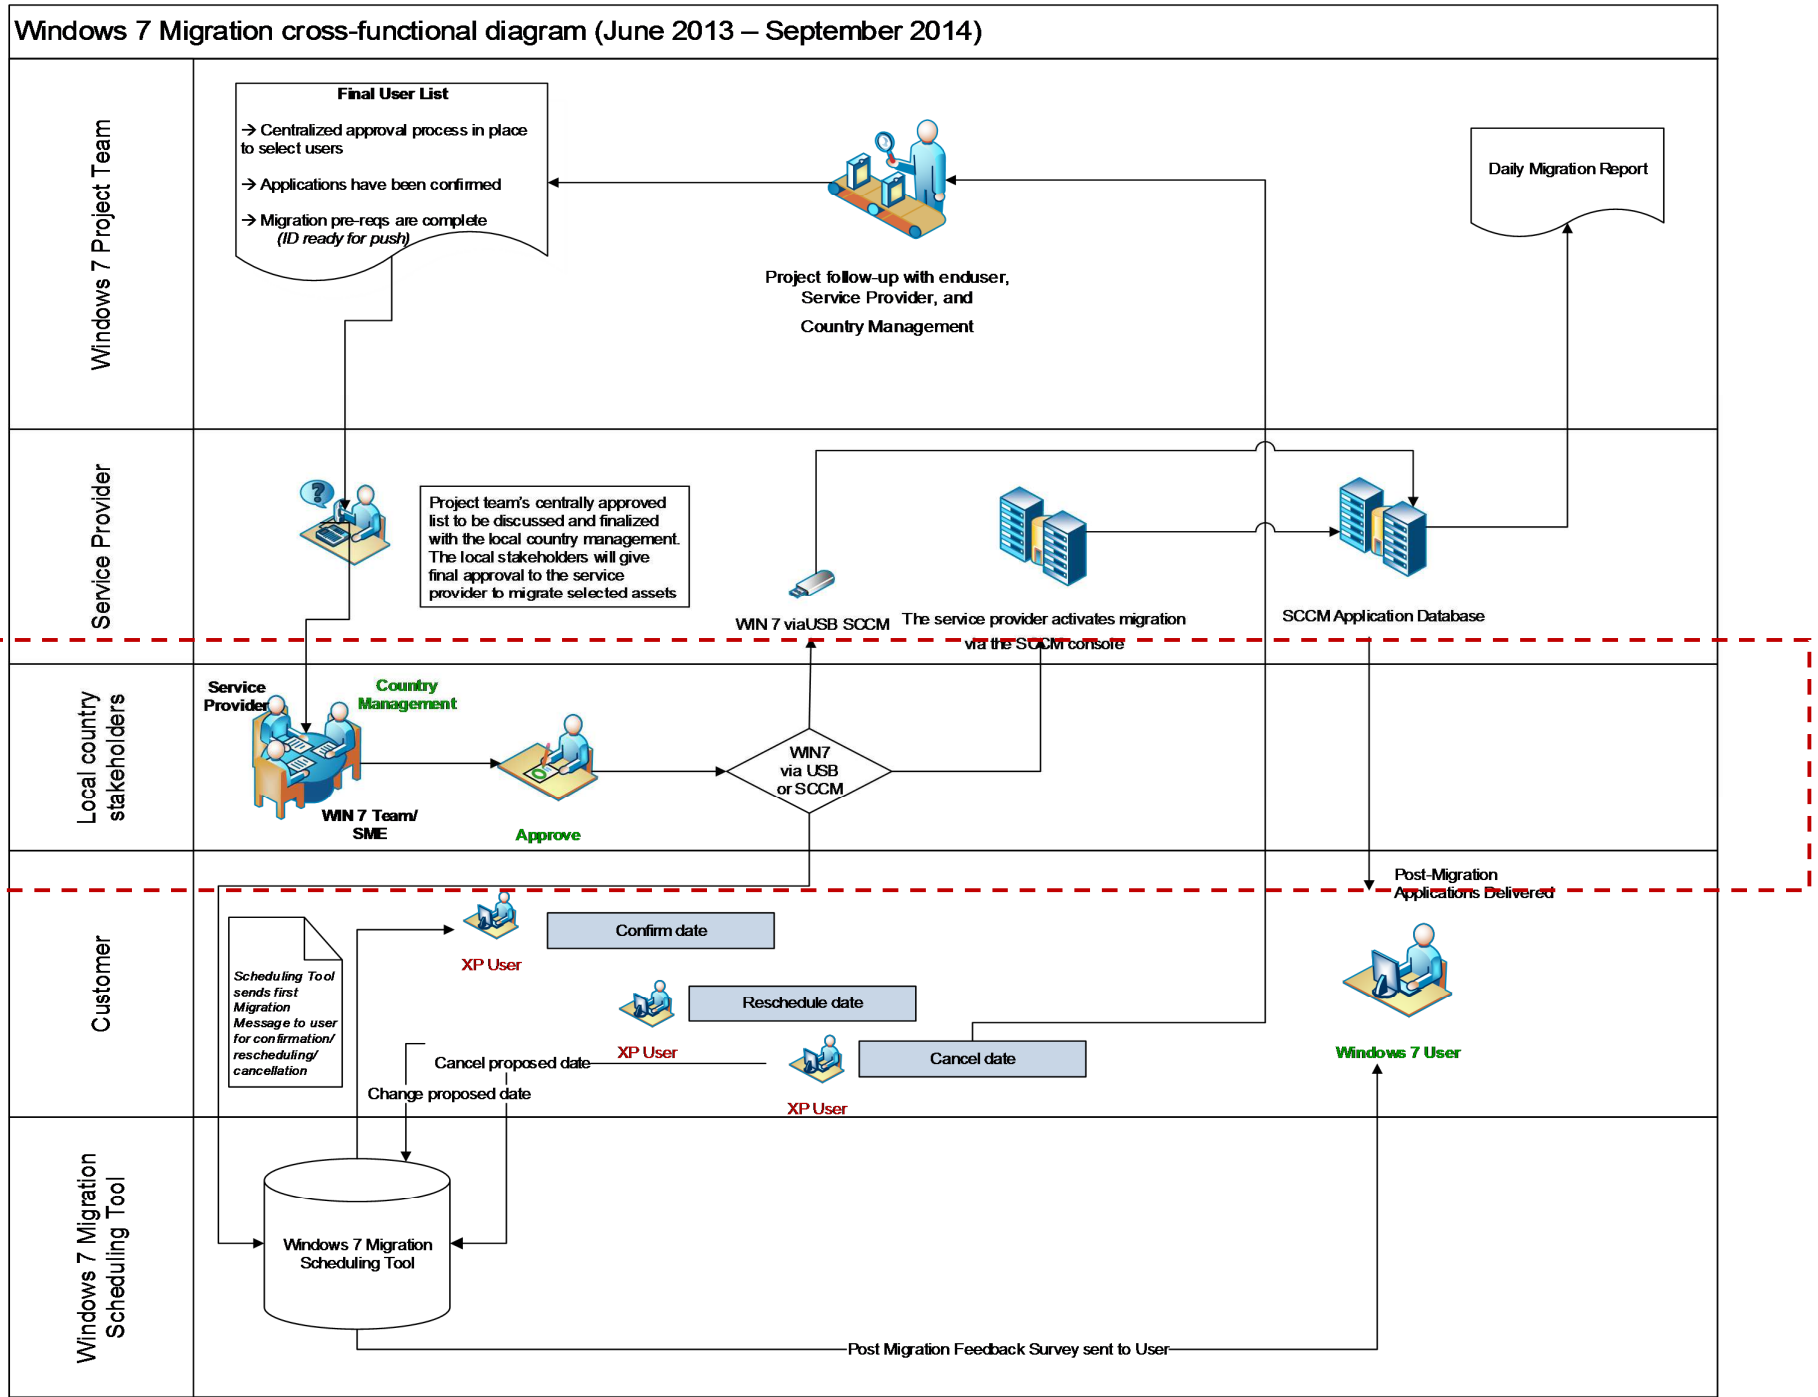 Windows 7 Migration cross-functional diagram (June 2013 – September 2014)
Windows 7 Project Team
Final User List
→ Centralized approval process in place
to select users
→ Applications have been confirmed
→ Migration pre-reqs are complete
(ID ready for push)
Project follow-up with enduser,
Service Provider, and
Country Management
Daily Migration Report
Service Provider
?
Project team's centrally approved
list to be discussed and finalized
with the local country management.
The local stakeholders will give
final approval to the service
provider to migrate selected assets
WIN 7 viaUSB SCCM
The service provider activates migration
via the SCCM console
SCCM Application Database
Local country
stakeholders
Service
Provider
Country
Management
WIN 7 Team/
SME
Approve
WIN7
via USB
or SCCM
Post-Migration
Applications Delivered
Customer
Scheduling Tool
sends first
Migration
Message to user
for confirmation/
rescheduling/
cancellation
XP User
Confirm date
XP User
Reschedule date
XP User
Cancel date
Cancel proposed date
Change proposed date
Windows 7 User
Windows 7 Migration
Scheduling Tool
Windows 7 Migration
Scheduling Tool
Post Migration Feedback Survey sent to User